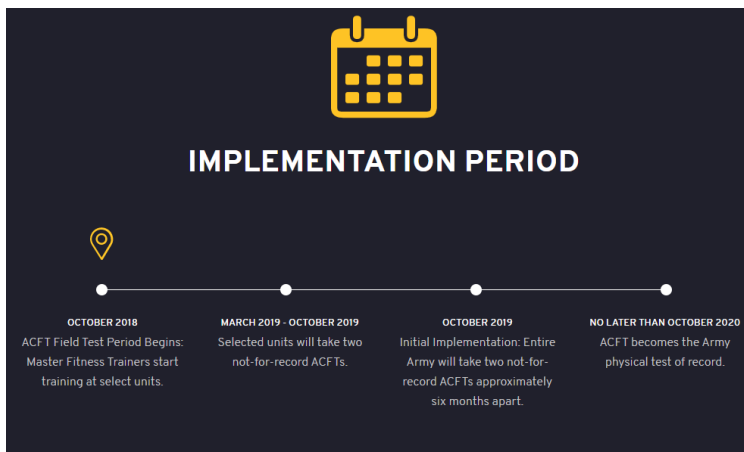 IMPLEMENTATION PERIOD
OCTOBER 2018
ACFT Field Test Period Begins:
Master Fitness Trainers start
training at select units.
MARCH 2019 - OCTOBER 2019
Selected units will take two
not-for-record ACFTs.
OCTOBER 2019
Initial Implementation: Entire
Army will take two not-for-
record ACFTs approximately
six months apart.
NO LATER THAN OCTOBER 2020
ACFT becomes the Army
physical test of record.